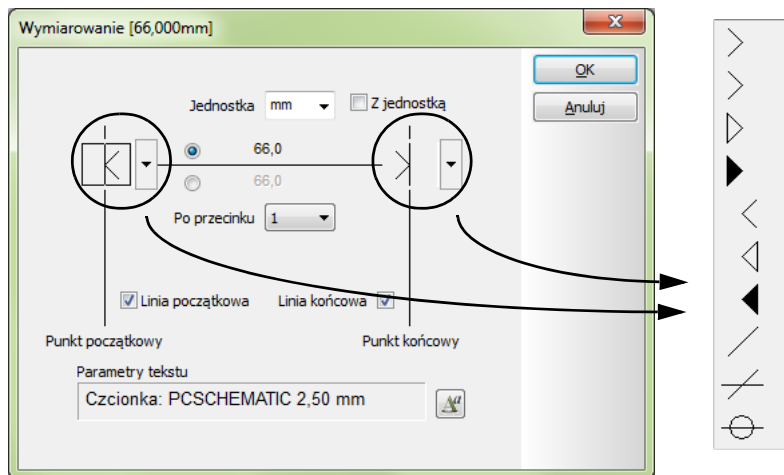 Wymiarowanie [66,000mm]
OK
Jednostka mm Z jednostką
Anuluj
66,0
66,0
Po przecinku 1
Linia początkowa Linia końcowa
Punkt początkowy Punkt końcowy
Parametry tekstu
Czcionka: PCSCHEMATIC 2,50 mm